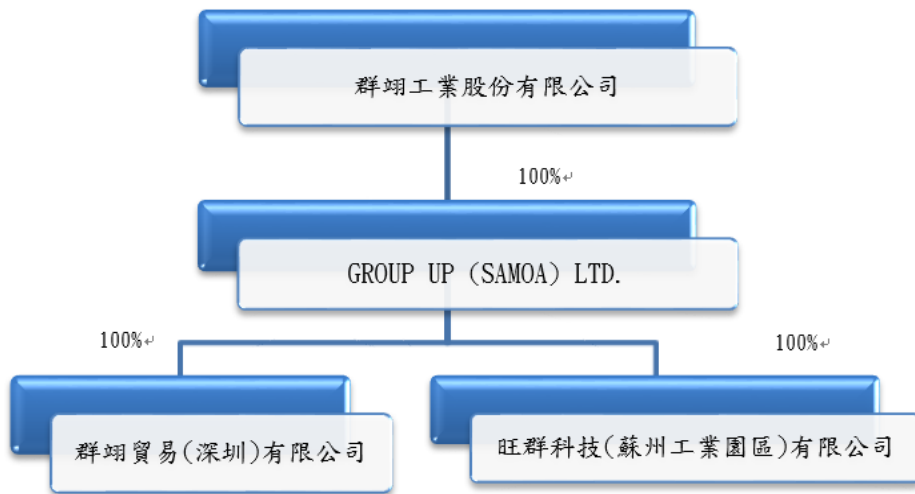 群翊工業股份有限公司
100%↵
GROUP UP (SAMOA) LTD.
100%↵
100%↵
群翊貿易(深圳)有限公司
旺群科技(蘇州工業園區)有限公司